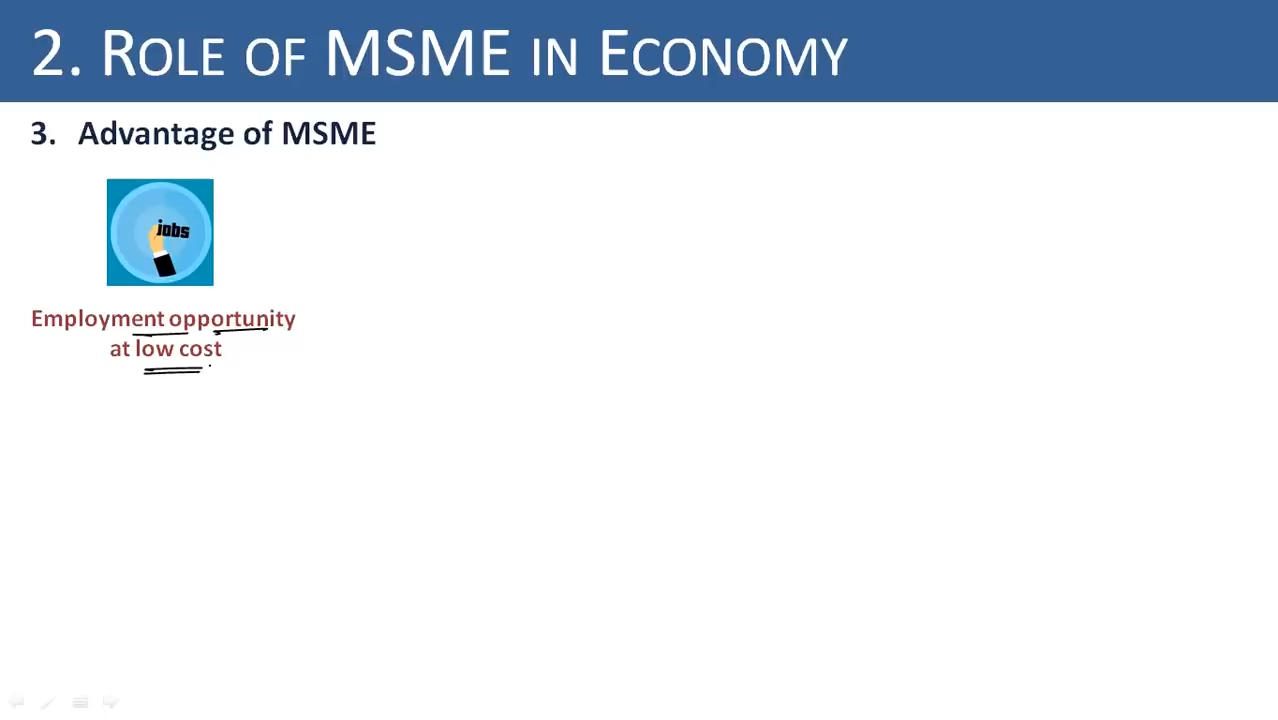 2. ROLE OF MSME IN ECONOMY
3. Advantage of MSME
jobs
Employment opportunity
at low cost